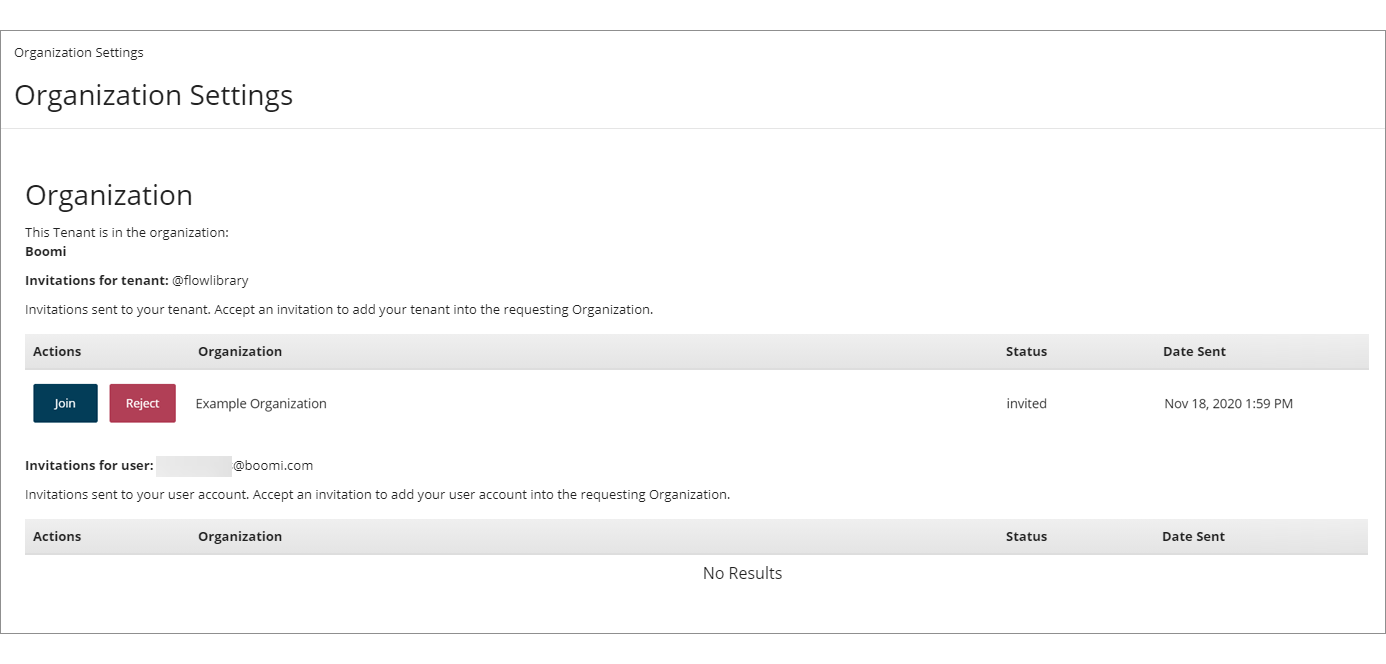 Organization Settings
Organization Settings
Organization
This Tenant is in the organization:
Boomi
Invitations for tenant: @flowlibrary
Invitations sent to your tenant. Accept an invitation to add your tenant into the requesting Organization.
Actions Organization Status Date Sent
Join Reject Example Organization invited Nov 18, 2020 1:59 PM
Invitations for user: @boomi.com
Invitations sent to your user account. Accept an invitation to add your user account into the requesting Organization.
Actions Organization Status Date Sent
No Results